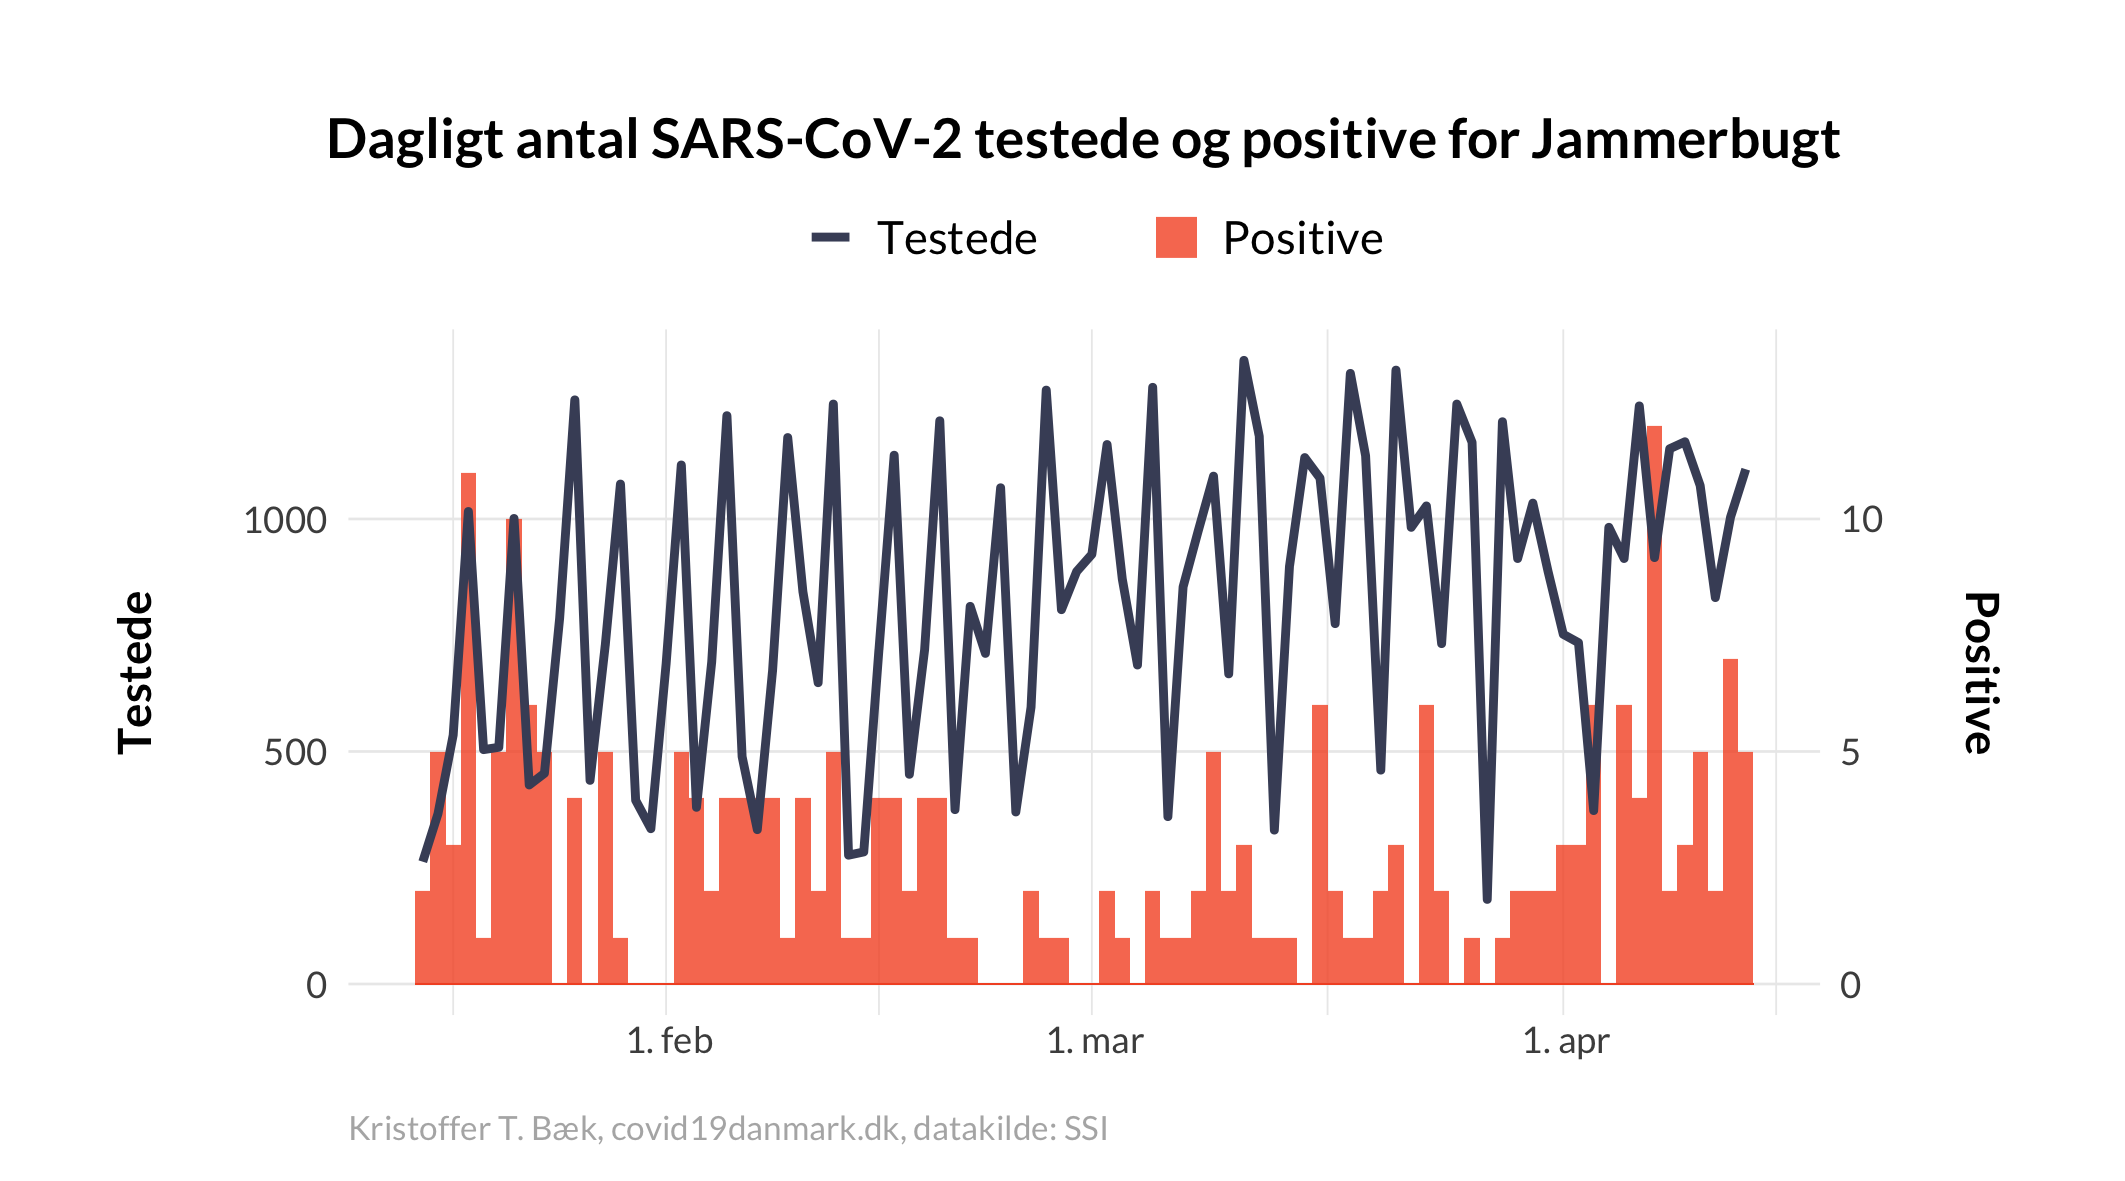 Dagligt antal SARS-CoV-2 testede og positive for Jammerbugt
Testede
Positive
Testede
1000
500
0
10
5
0
Positive
1. feb
1. mar
1. apr
Kristoffer T. Bæk, covid19danmark.dk, datakilde: SSI